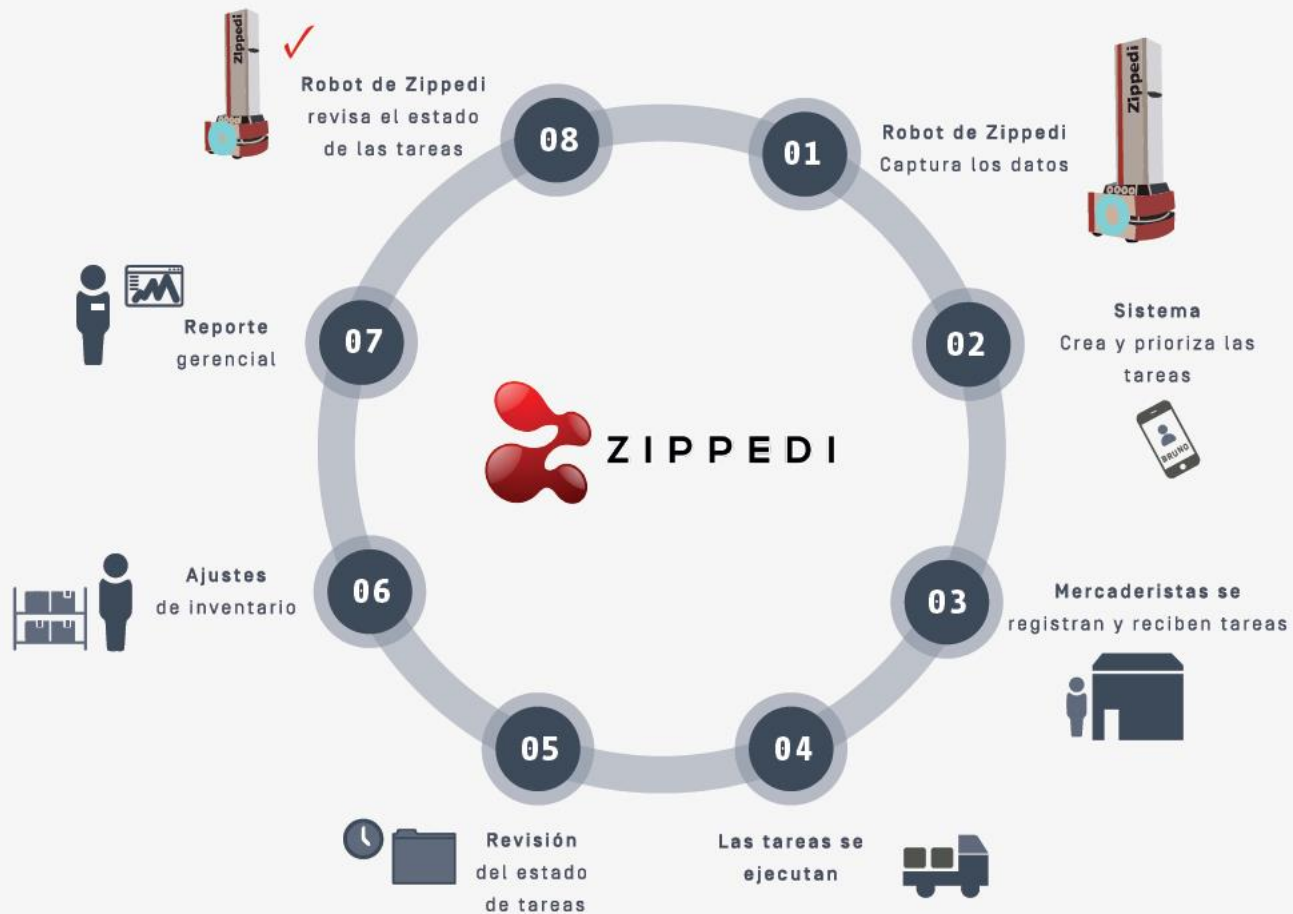 Zippedi
01
Robot de Zippedi
Captura los datos
Zippedi
02
Sistema
Crea y prioriza las
tareas
BRUNO
03
Mercaderistas se
registran y reciben tareas
04
Las tareas se
ejecutan
05
Revisión
del estado
de tareas
06
Ajustes
de inventario
07
Reporte
gerencial
08
Robot de Zippedi
revisa el estado
de las tareas
ZIPPEDI